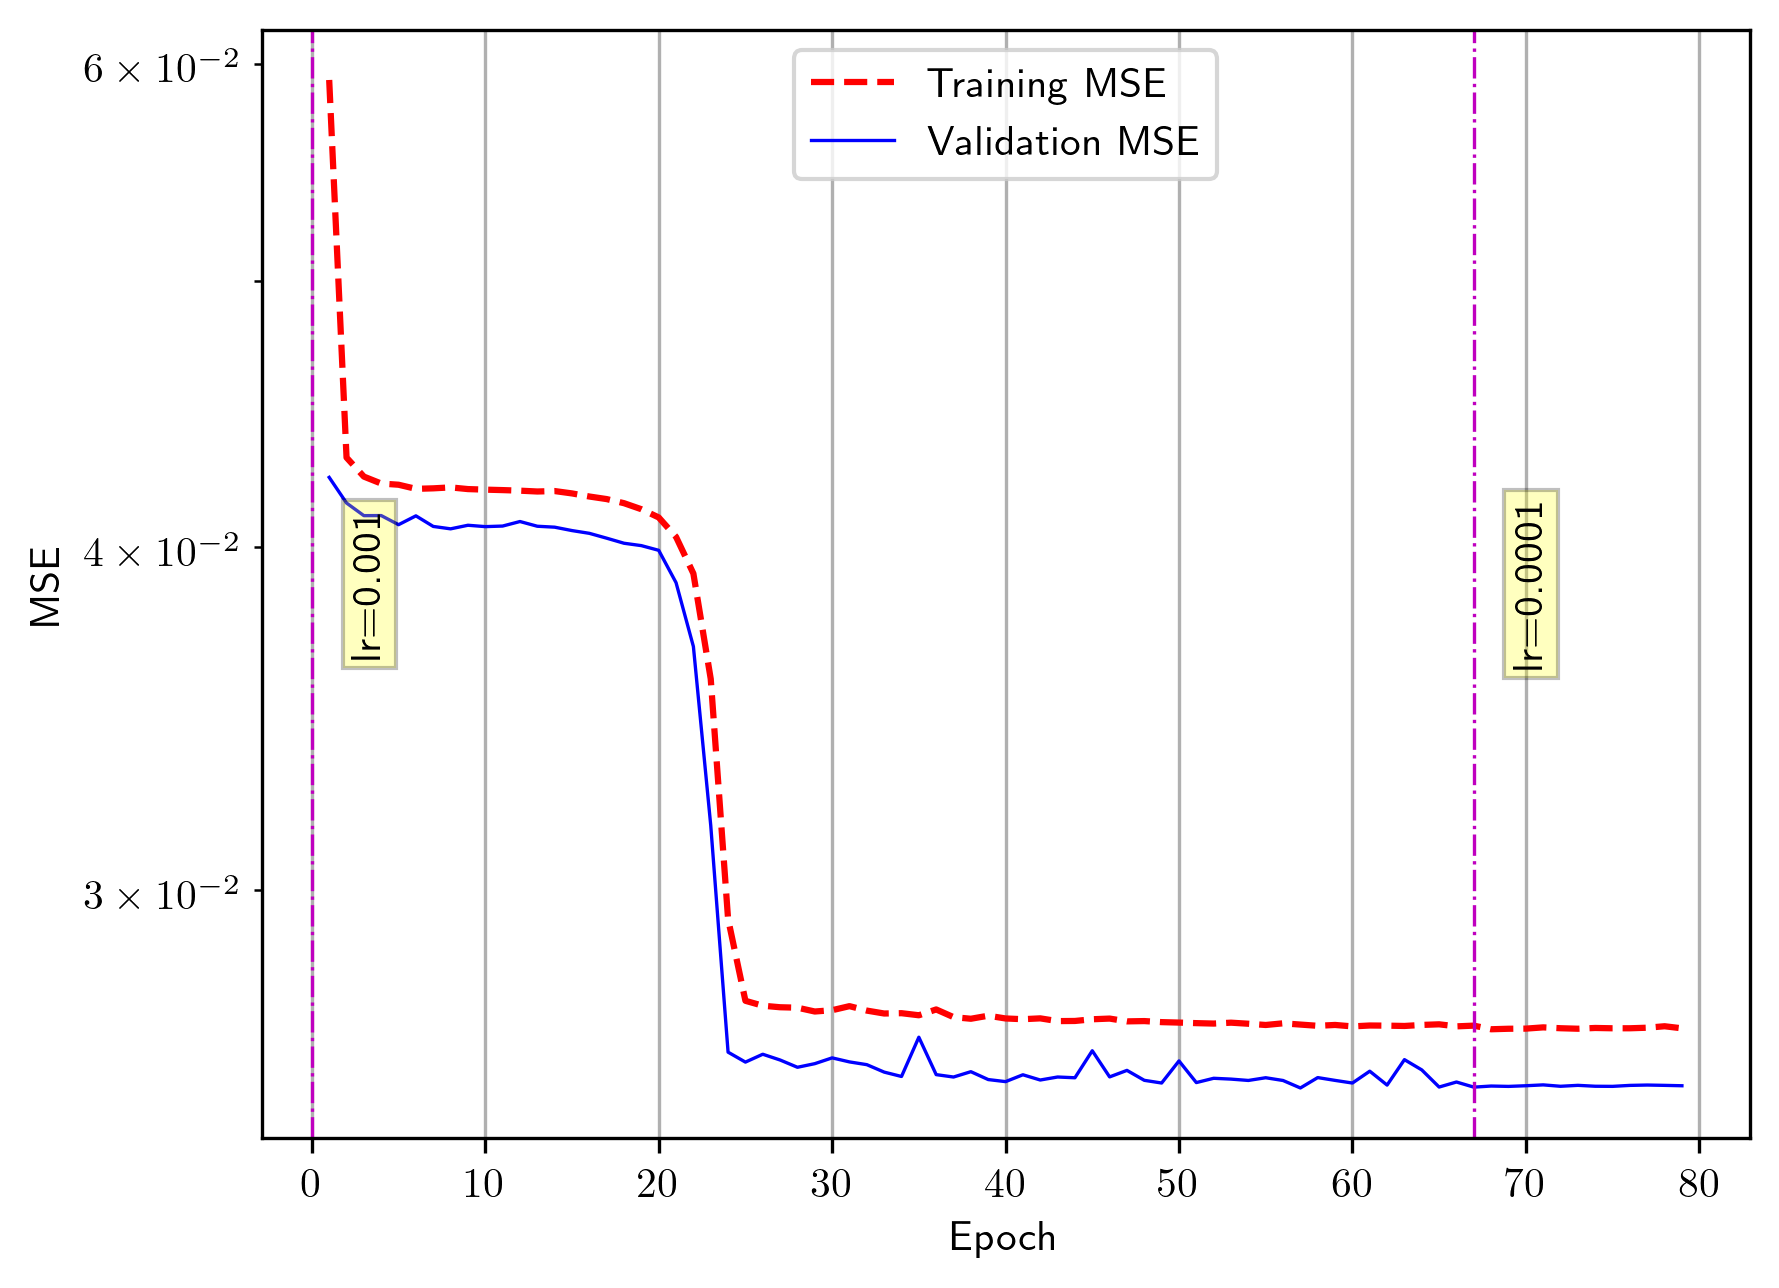 Training MSE
Validation MSE
6 × 10⁻²
4 × 10⁻²
3 × 10⁻²
MSE
lr=0.001
lr=0.0001
0 10 20 30 40 50 60 70 80
Epoch